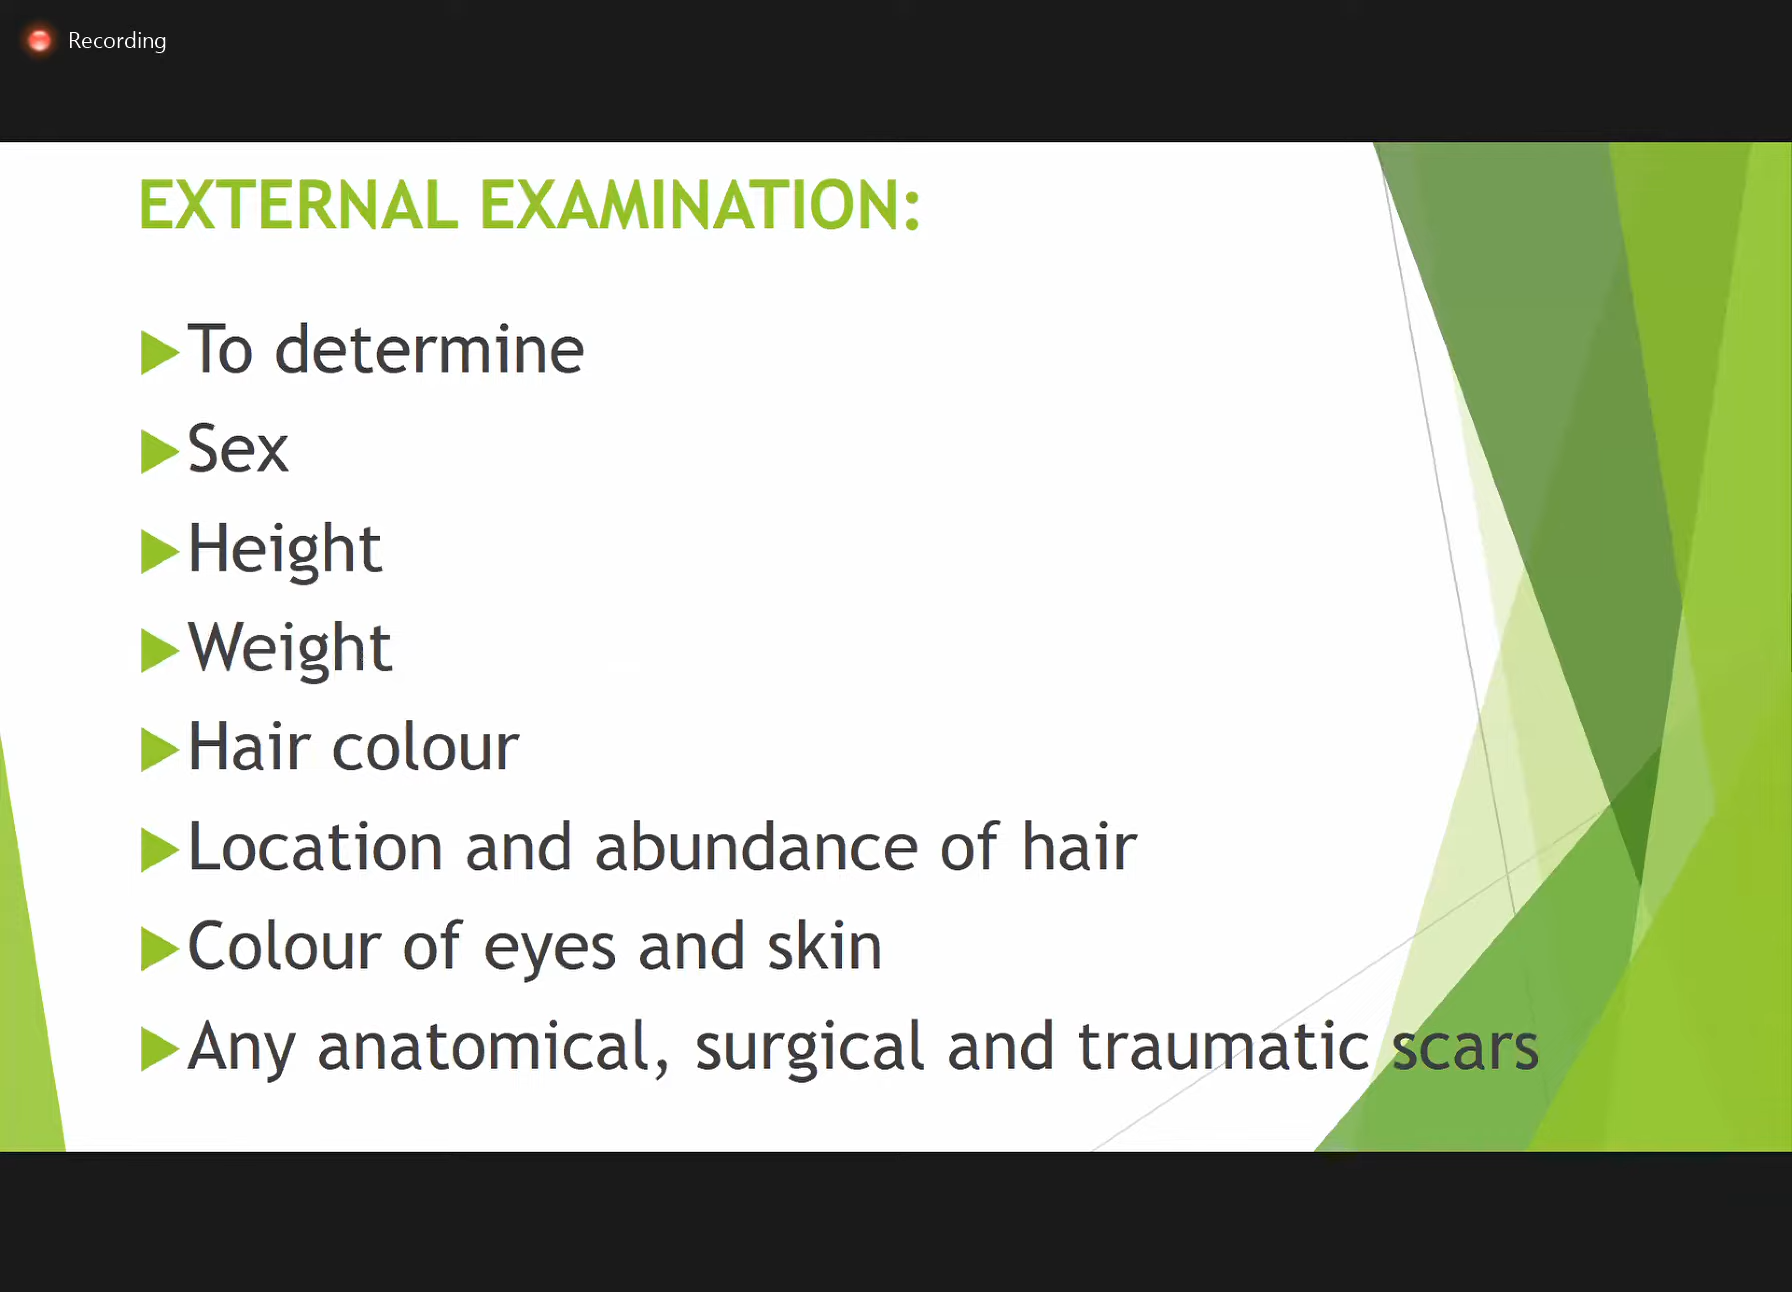 Recording
EXTERNAL EXAMINATION:
To determine
Sex
Height
Weight
Hair colour
Location and abundance of hair
Colour of eyes and skin
Any anatomical, surgical and traumatic scars